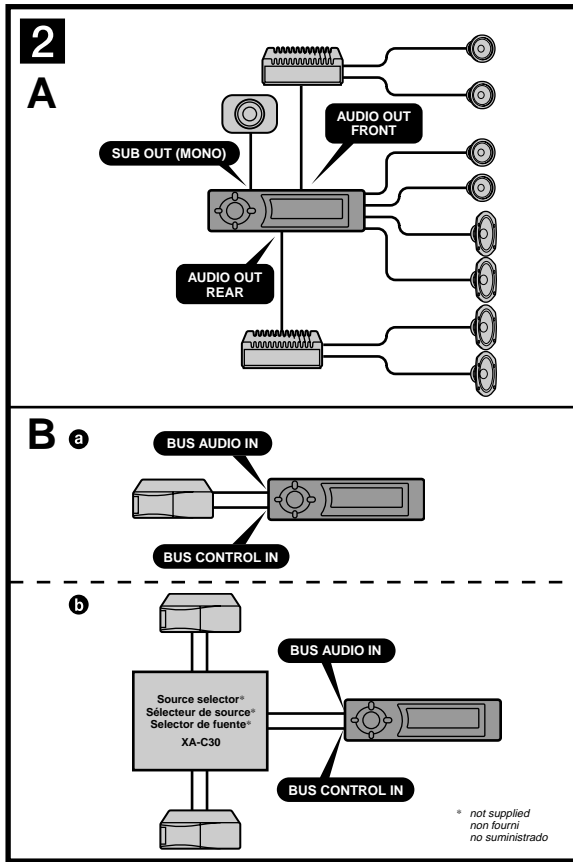 2
A
AUDIO OUT
FRONT
SUB OUT (MONO)
AUDIO OUT
REAR
B a
BUS AUDIO IN
BUS CONTROL IN
b
BUS AUDIO IN
Source selector*
Sélecteur de source*
Selector de fuente*
XA-C30
BUS CONTROL IN
* not supplied
non fourni
no suministrado